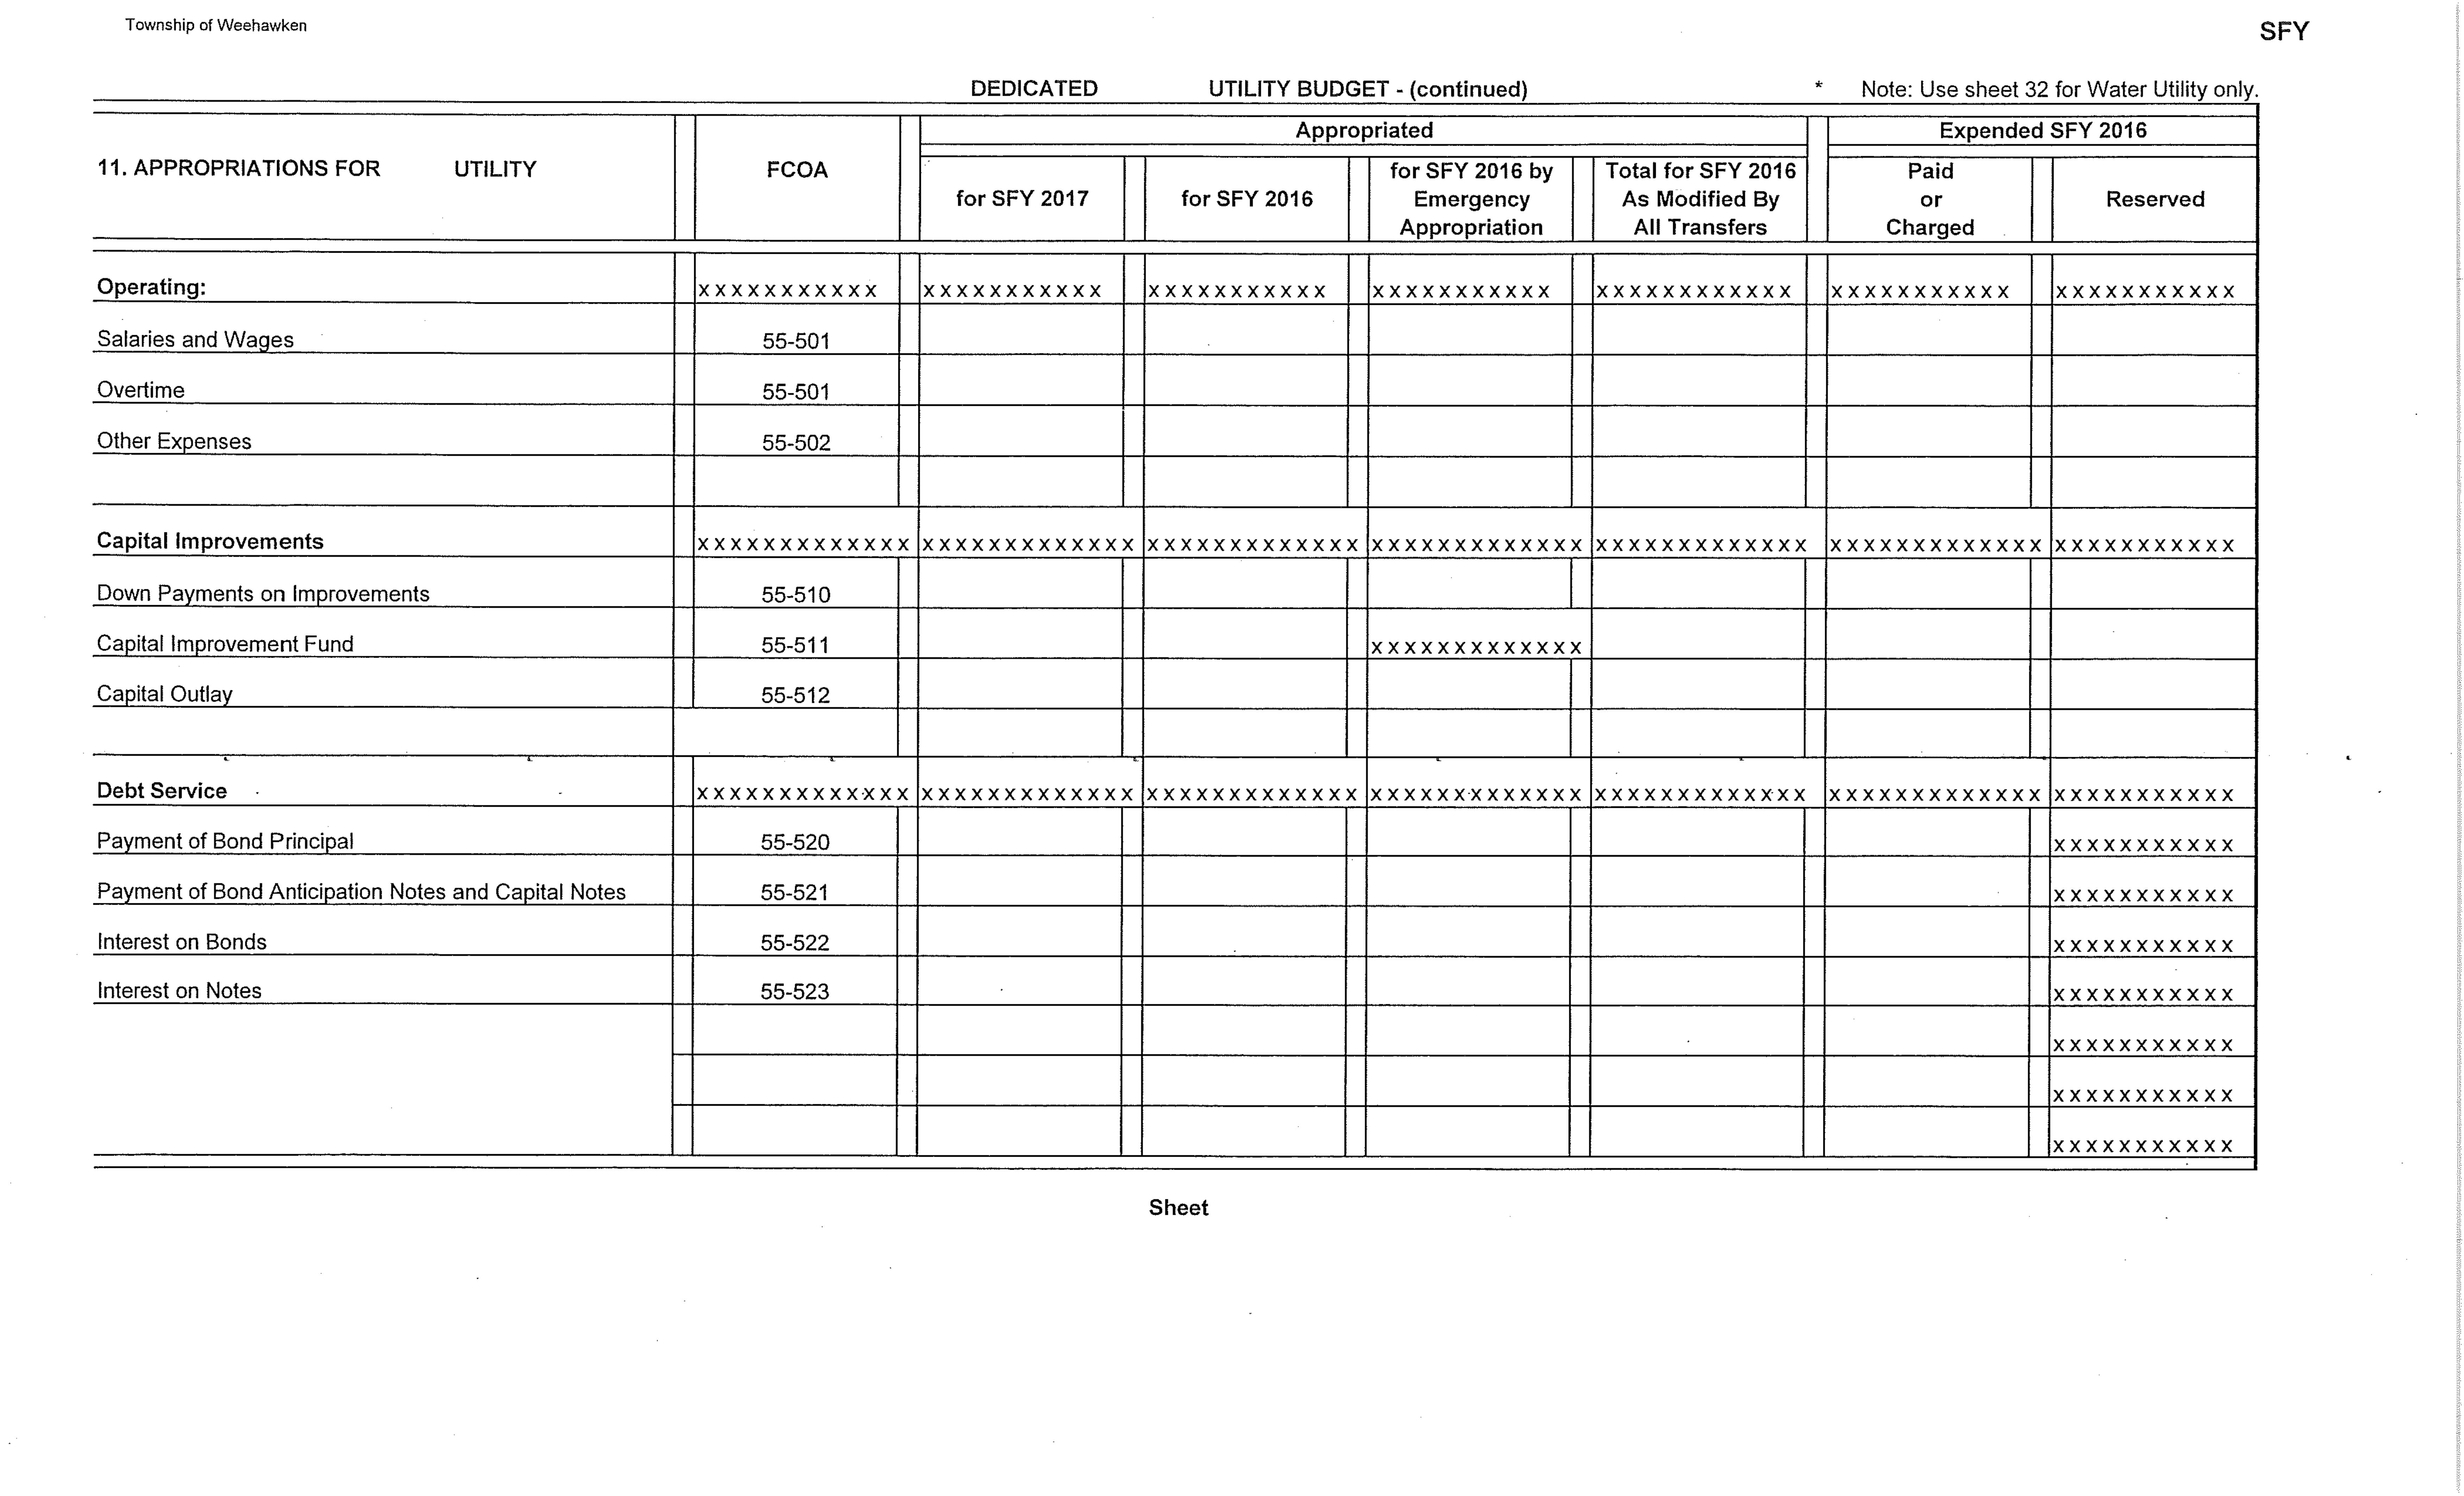 Township of Weehawken
SFY
DEDICATED UTILITY BUDGET - (continued) * Note: Use sheet 32 for Water Utility only.
Appropriated Expended SFY 2016
11. APPROPRIATIONS FOR UTILITY FCOA for SFY 2017 for SFY 2016 for SFY 2016 by Emergency Appropriation Total for SFY 2016 As Modified By All Transfers Paid or Charged Reserved
Operating: xxxxxxxxxxx xxxxxxxxxxx xxxxxxxxxxx xxxxxxxxxxx xxxxxxxxxxxx xxxxxxxxxxx xxxxxxxxxxx
Salaries and Wages 55-501
Overtime 55-501
Other Expenses 55-502
Capital Improvements xxxxxxxxxxxxx xxxxxxxxxxxxx xxxxxxxxxxxxx xxxxxxxxxxxxx xxxxxxxxxxxxx xxxxxxxxxxxxx xxxxxxxxxxx
Down Payments on Improvements 55-510
Capital Improvement Fund 55-511 xxxxxxxxxxxxx
Capital Outlay 55-512
Debt Service xxxxxxxxxxxxx xxxxxxxxxxxxx xxxxxxxxxxxxx xxxxxxxxxxxxx xxxxxxxxxxxxx xxxxxxxxxxxxx xxxxxxxxxxx
Payment of Bond Principal 55-520 xxxxxxxxxxx
Payment of Bond Anticipation Notes and Capital Notes 55-521 xxxxxxxxxxx
Interest on Bonds 55-522 xxxxxxxxxxx
Interest on Notes 55-523 xxxxxxxxxxx
xxxxxxxxxxx
xxxxxxxxxxx
xxxxxxxxxxx
Sheet